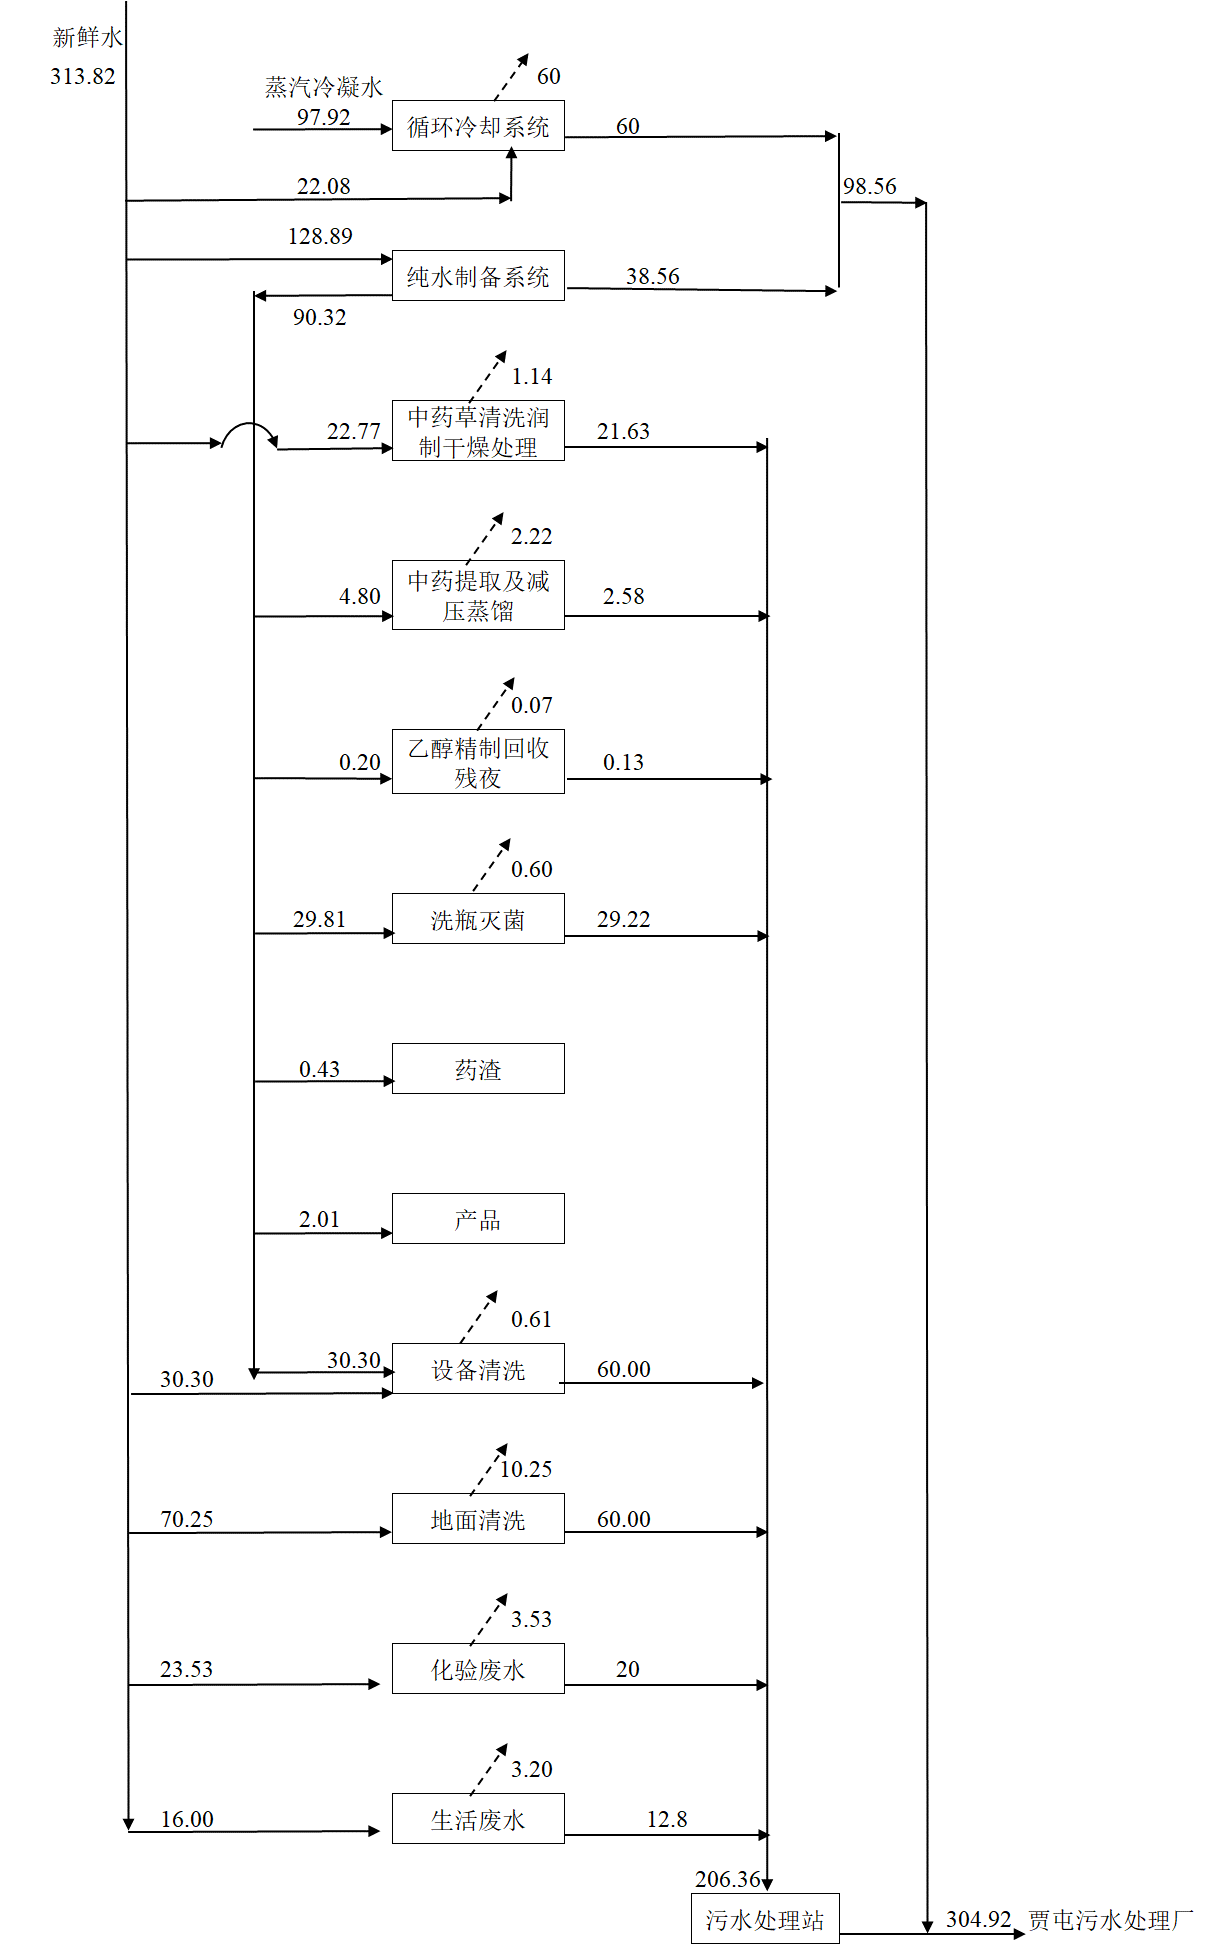 新鲜水
313.82
60
蒸汽冷凝水
97.92
循环冷却系统
60
22.08
98.56
128.89
纯水制备系统
38.56
90.32
1.14
22.77
中药草清洗润
制干燥处理
21.63
2.22
4.80
中药提取及减
压蒸馏
2.58
0.07
0.20
乙醇精制回收
残夜
0.13
0.60
29.81
洗瓶灭菌
29.22
0.43
药渣
2.01
产品
0.61
30.30
30.30
设备清洗
60.00
10.25
70.25
地面清洗
60.00
3.53
23.53
化验废水
20
3.20
16.00
生活废水
12.8
206.36
污水处理站
304.92
贾屯污水处理厂